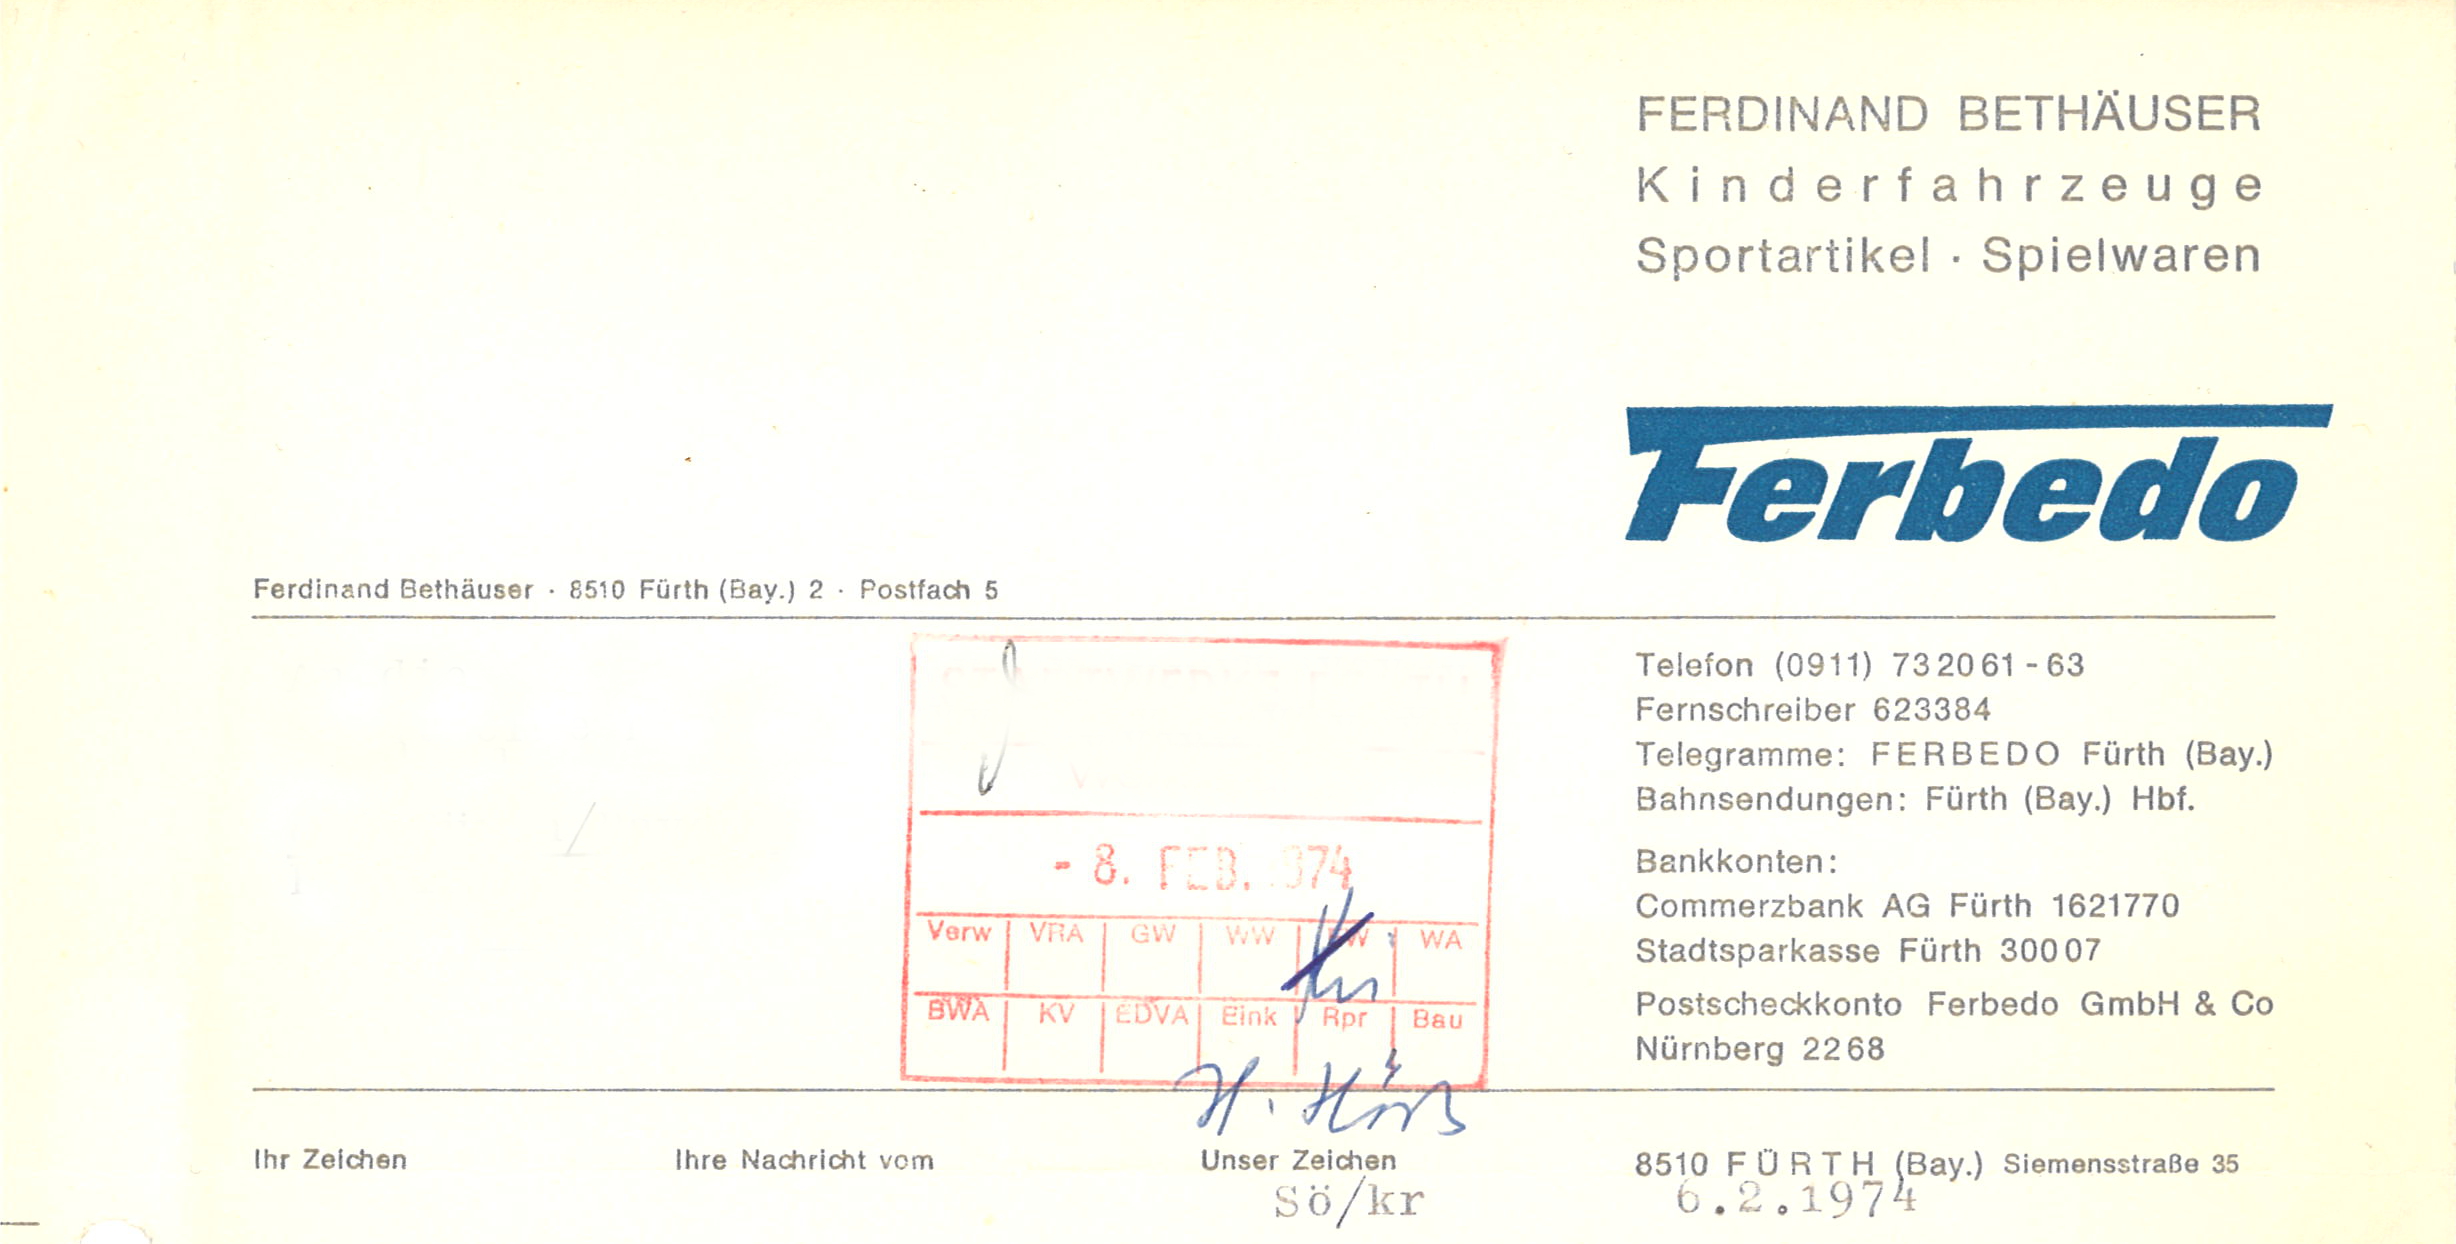 FERDINAND BETHÄUSER
Kinderfahrzeuge
Sportartikel · Spielwaren
Ferbedo
Ferdinand Bethäuser · 8510 Fürth (Bay.) 2 · Postfach 5
Telefon (0911) 732061-63
Fernschreiber 623384
Telegramme: FERBEDO Fürth (Bay.)
Bahnsendungen: Fürth (Bay.) Hbf.
Bankkonten:
Commerzbank AG Fürth 1621770
Stadtsparkasse Fürth 30007
Postscheckkonto Ferbedo GmbH & Co
Nürnberg 2268
- 8. FEB. 1974
Verw VRA GW WW WA
BWA KV EDVA Eink Rpr Bau
Ihr Zeichen
Ihre Nachricht vom
Unser Zeichen
Sö/kr
8510 FÜRTH (Bay.) Siemensstraße 35
6.2.1974